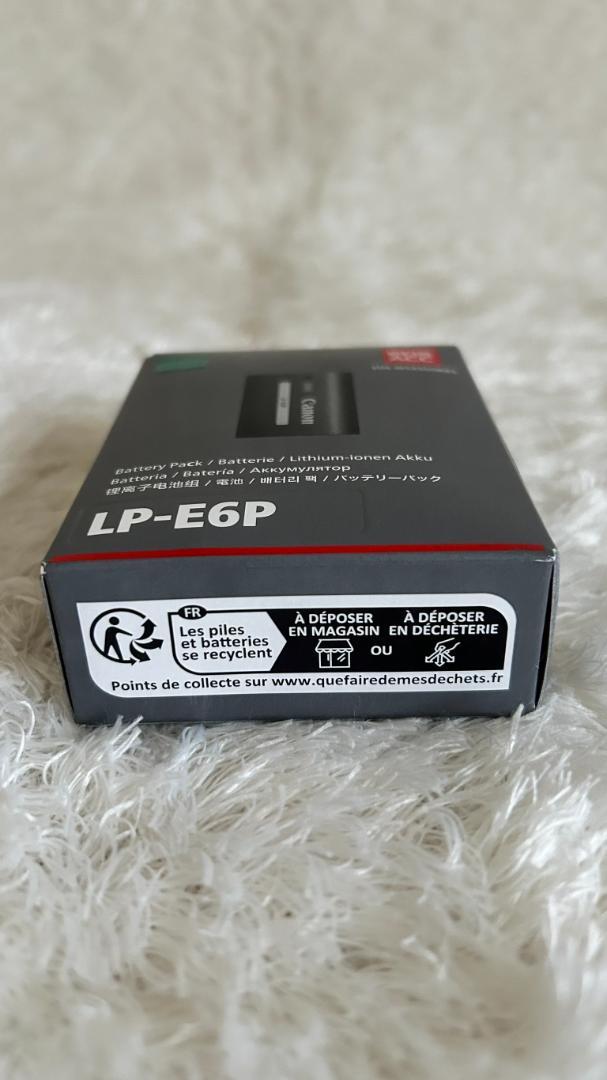 Canon
Battery Pack / Batterie / Lithium-Ionen Akku
Batteria / Batería / Аккумулятор
锂离子电池组 / 電池 / 배터리 팩 / バッテリーパック
LP-E6P
FR
Les piles
et batteries
se recyclent
À DÉPOSER
EN MAGASIN
OU
À DÉPOSER
EN DÉCHÈTERIE
Points de collecte sur www.quefairedemesdechets.fr